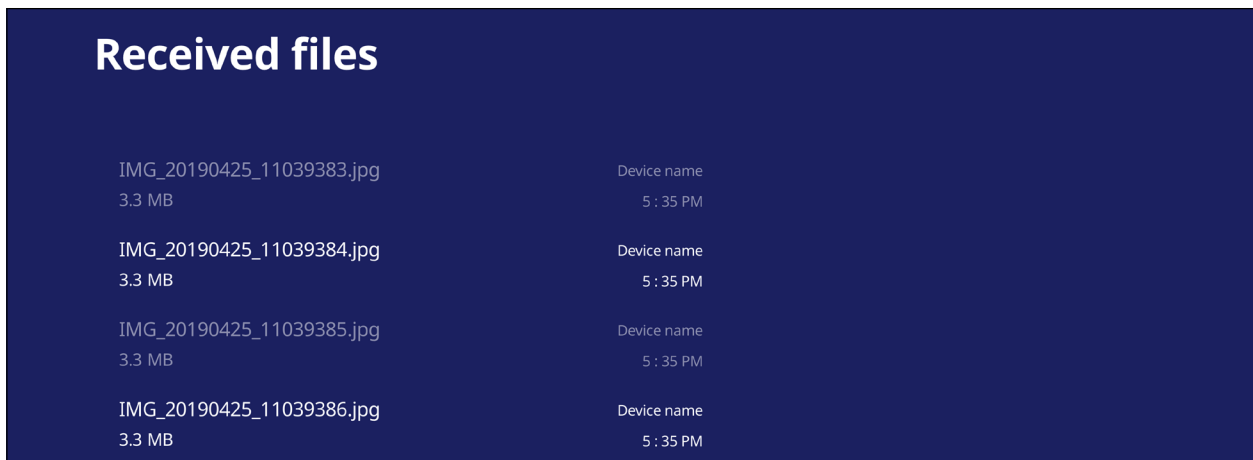 Received files
IMG_20190425_11039383.jpg Device name
3.3 MB 5 : 35 PM
IMG_20190425_11039384.jpg Device name
3.3 MB 5 : 35 PM
IMG_20190425_11039385.jpg Device name
3.3 MB 5 : 35 PM
IMG_20190425_11039386.jpg Device name
3.3 MB 5 : 35 PM